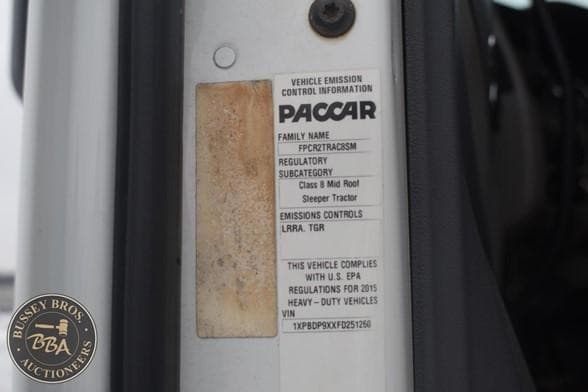 VEHICLE EMISSION
CONTROL INFORMATION
PACCAR
FAMILY NAME
FPCR2TRAC8SM
REGULATORY
SUBCATEGORY
Class 8 Mid Roof
Sleeper Tractor
EMISSIONS CONTROLS
LRRA. TGR
THIS VEHICLE COMPLIES
WITH U.S. EPA
REGULATIONS FOR 2015
HEAVY-DUTY VEHICLES
VIN
1XPBDP9XXFD251260
BUSSEY BROS.
BBA
AUCTIONEERS